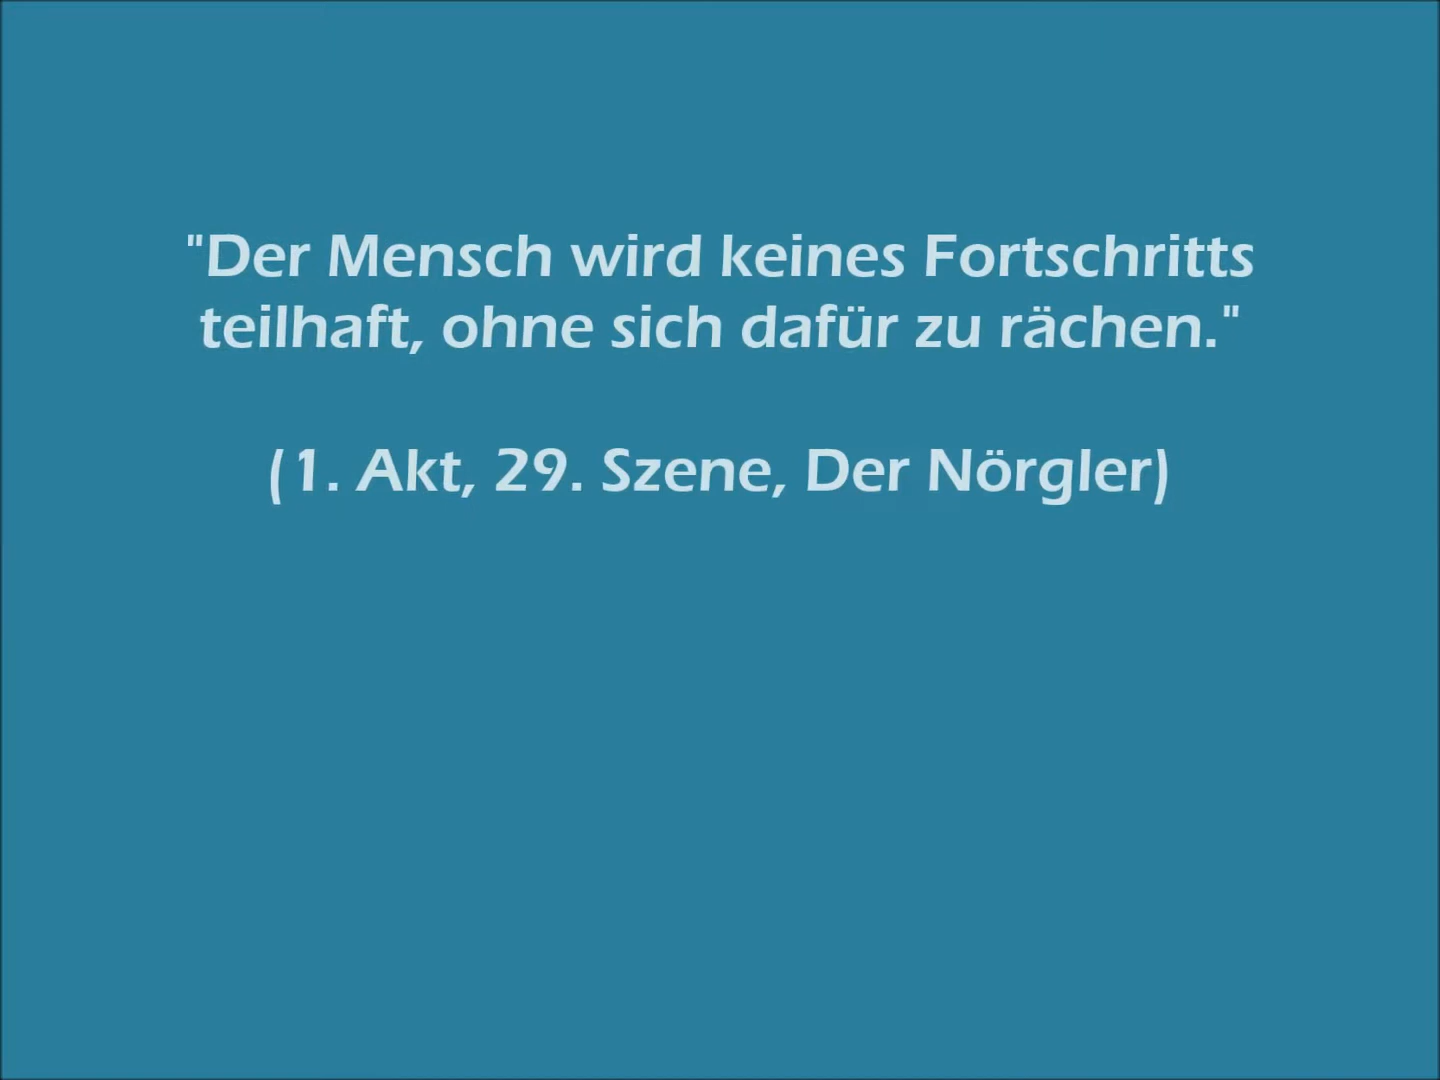 "Der Mensch wird keines Fortschritts
teilhaft, ohne sich dafür zu rächen."
(1. Akt, 29. Szene, Der Nörgler)